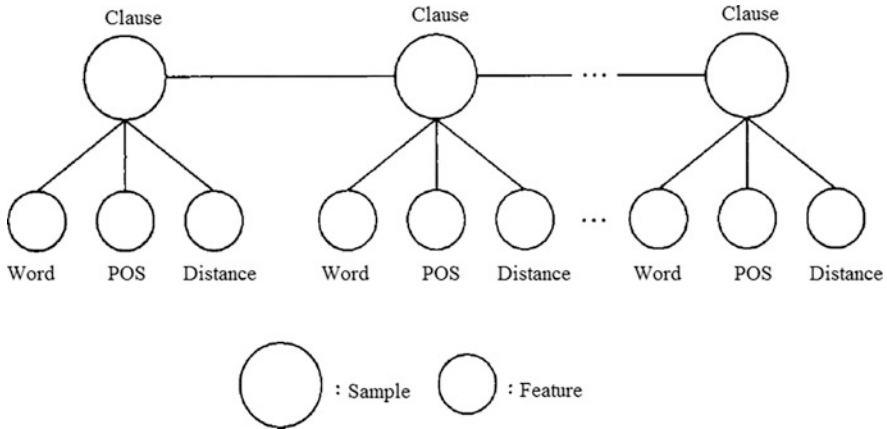 Clause Clause Clause
...
...
Word POS Distance Word POS Distance Word POS Distance
: Sample : Feature